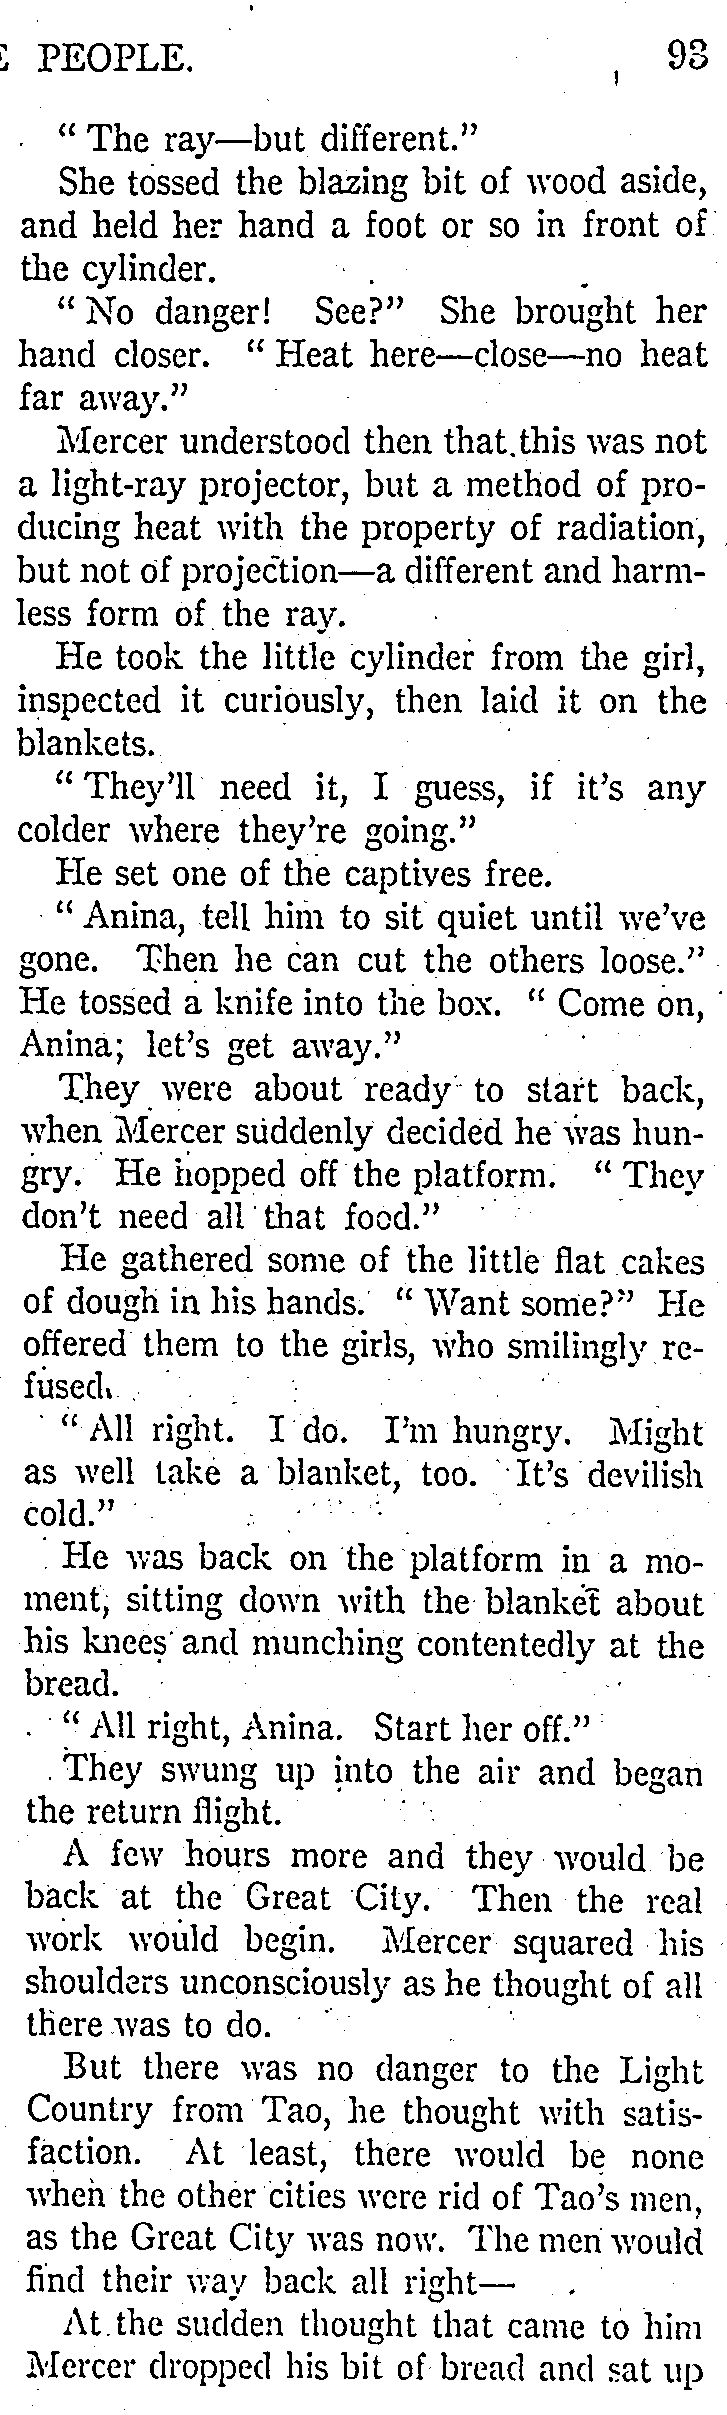 PEOPLE. 93
“ The ray—but different.”
She tossed the blazing bit of wood aside,
and held her hand a foot or so in front of
the cylinder.
“ No danger! See?” She brought her
hand closer. “ Heat here—close—no heat
far away.”
Mercer understood then that this was not
a light-ray projector, but a method of pro-
ducing heat with the property of radiation,
but not of projection—a different and harm-
less form of the ray.
He took the little cylinder from the girl,
inspected it curiously, then laid it on the
blankets.
“ They’ll need it, I guess, if it’s any
colder where they’re going.”
He set one of the captives free.
“ Anina, tell him to sit quiet until we’ve
gone. Then he can cut the others loose.”
He tossed a knife into the box. “ Come on,
Anina; let’s get away.”
They were about ready to start back,
when Mercer suddenly decided he was hun-
gry. He hopped off the platform. “ They
don’t need all that food.”
He gathered some of the little flat cakes
of dough in his hands. “ Want some?” He
offered them to the girls, who smilingly re-
fused.
“ All right. I do. I’m hungry. Might
as well take a blanket, too. It’s devilish
cold.”
He was back on the platform in a mo-
ment, sitting down with the blanket about
his knees and munching contentedly at the
bread.
“ All right, Anina. Start her off.”
They swung up into the air and began
the return flight.
A few hours more and they would be
back at the Great City. Then the real
work would begin. Mercer squared his
shoulders unconsciously as he thought of all
there was to do.
But there was no danger to the Light
Country from Tao, he thought with satis-
faction. At least, there would be none
when the other cities were rid of Tao’s men,
as the Great City was now. The men would
find their way back all right—
At the sudden thought that came to him
Mercer dropped his bit of bread and sat up